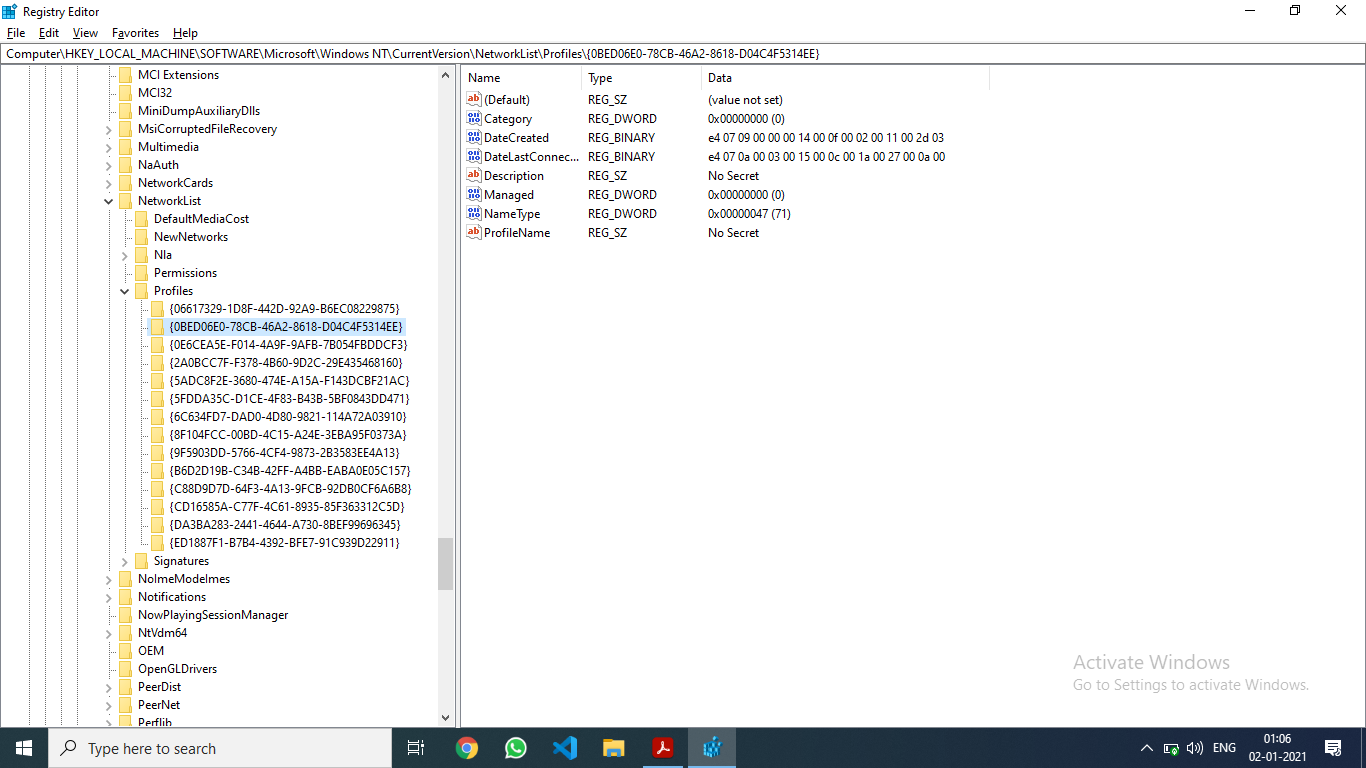 Registry Editor
File Edit View Favorites Help
Computer\HKEY_LOCAL_MACHINE\SOFTWARE\Microsoft\Windows NT\CurrentVersion\NetworkList\Profiles\{0BED06E0-78CB-46A2-8618-D04C4F5314EE}
MCI Extensions
MCI32
MiniDumpAuxiliaryDlls
MsiCorruptedFileRecovery
Multimedia
NaAuth
NetworkCards
NetworkList
DefaultMediaCost
NewNetworks
Nla
Permissions
Profiles
{06617329-1D8F-442D-92A9-B6EC08229875}
{0BED06E0-78CB-46A2-8618-D04C4F5314EE}
{0E6CEA5E-F014-4A9F-9AFB-7B054FBDDCF3}
{2A0BCC7F-F378-4B60-9D2C-29E435468160}
{5ADC8F2E-3680-474E-A15A-F143DCBF21AC}
{5FDDA35C-D1CE-4F83-B43B-5BF0843DD471}
{6C634FD7-DAD0-4D80-9821-114A72A03910}
{8F104FCC-00BD-4C15-A24E-3EBA95F0373A}
{9F5903DD-5766-4CF4-9873-2B3583EE4A13}
{B6D2D19B-C34B-42FF-A4BB-EABA0E05C157}
{C88D9D7D-64F3-4A13-9FCB-92DB0CF6A6B8}
{CD16585A-C77F-4C61-8935-85F363312C5D}
{DA3BA283-2441-4644-A730-8BEF99696345}
{ED1887F1-B7B4-4392-BFE7-91C939D22911}
Signatures
NoImeModeImes
Notifications
NowPlayingSessionManager
NtVdm64
OEM
OpenGLDrivers
PeerDist
PeerNet
Perflib
Name Type Data
(Default) REG_SZ (value not set)
Category REG_DWORD 0x00000000 (0)
DateCreated REG_BINARY e4 07 09 00 00 00 14 00 0f 00 02 00 11 00 2d 03
DateLastConnec... REG_BINARY e4 07 0a 00 03 00 15 00 0c 00 1a 00 27 00 0a 00
Description REG_SZ No Secret
Managed REG_DWORD 0x00000000 (0)
NameType REG_DWORD 0x00000047 (71)
ProfileName REG_SZ No Secret
Activate Windows
Go to Settings to activate Windows.
Type here to search
ENG
01:06
02-01-2021